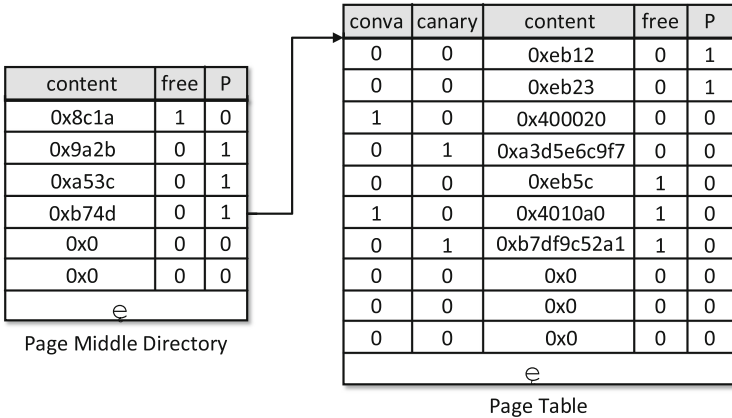 content free P
0x8c1a 1 0
0x9a2b 0 1
0xa53c 0 1
0xb74d 0 1
0x0 0 0
0x0 0 0
Page Middle Directory
conva canary content free P
0 0 0xeb12 0 1
0 0 0xeb23 0 1
1 0 0x400020 0 0
0 1 0xa3d5e6c9f7 0 0
0 0 0xeb5c 1 0
1 0 0x4010a0 1 0
0 1 0xb7df9c52a1 1 0
0 0 0x0 0 0
0 0 0x0 0 0
0 0 0x0 0 0
Page Table